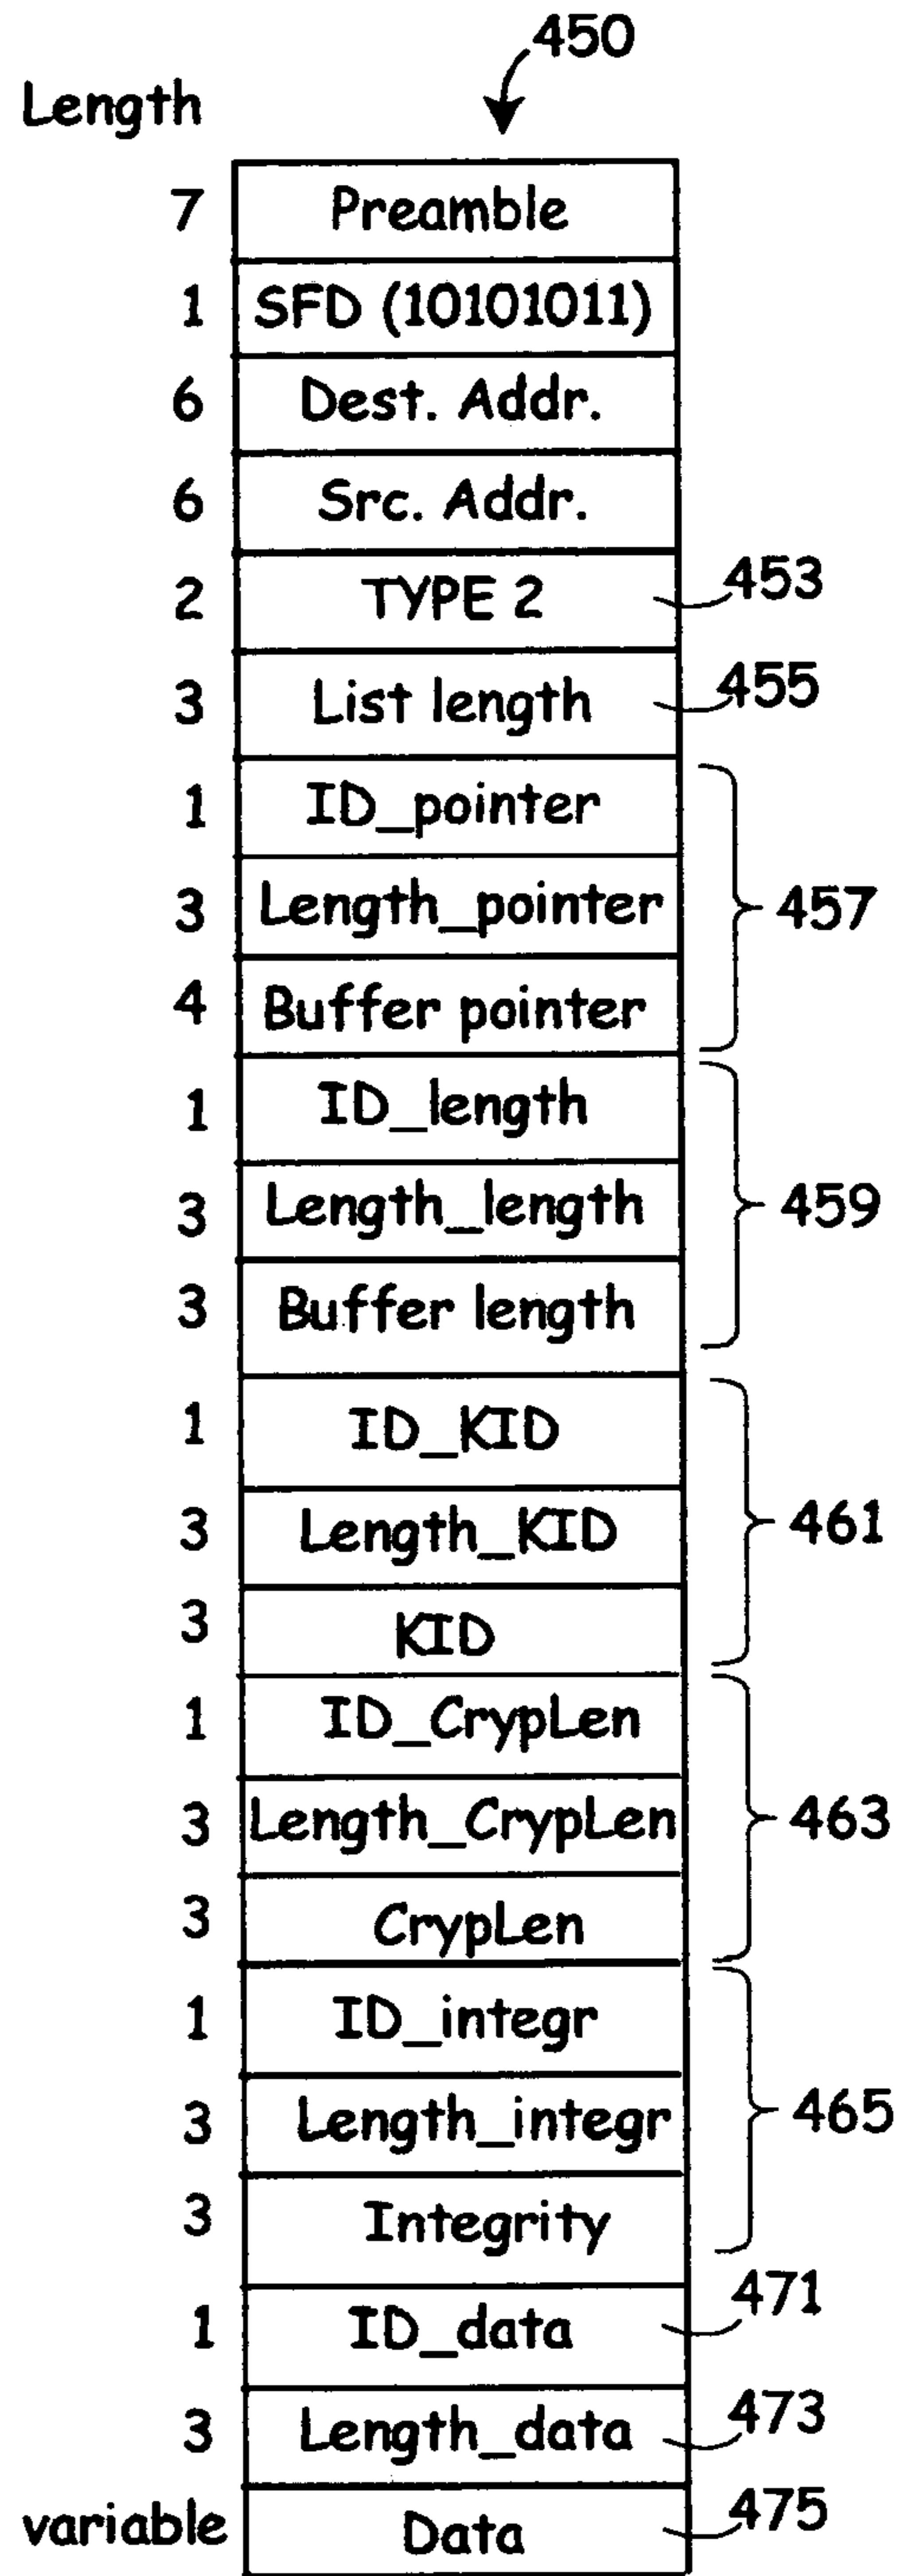 450
Length
7 Preamble
1 SFD (10101011)
6 Dest. Addr.
6 Src. Addr.
2 TYPE 2 453
3 List length 455
1 ID_pointer
3 Length_pointer 457
4 Buffer pointer
1 ID_length
3 Length_length 459
3 Buffer length
1 ID_KID
3 Length_KID 461
3 KID
1 ID_CrypLen
3 Length_CrypLen 463
3 CrypLen
1 ID_integr
3 Length_integr 465
3 Integrity
1 ID_data 471
3 Length_data 473
variable Data 475